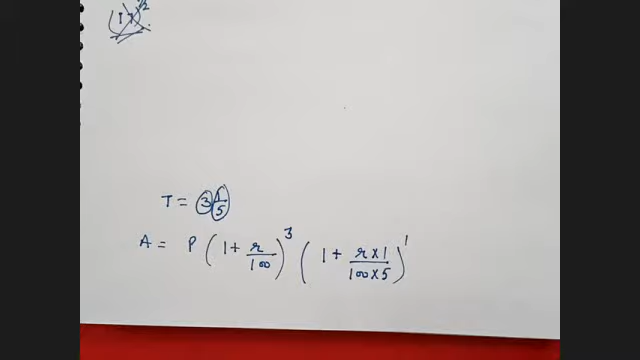 T = 3 1/5
A = P ( 1 + r/100 )^3 ( 1 + r×1/100×5 )^1